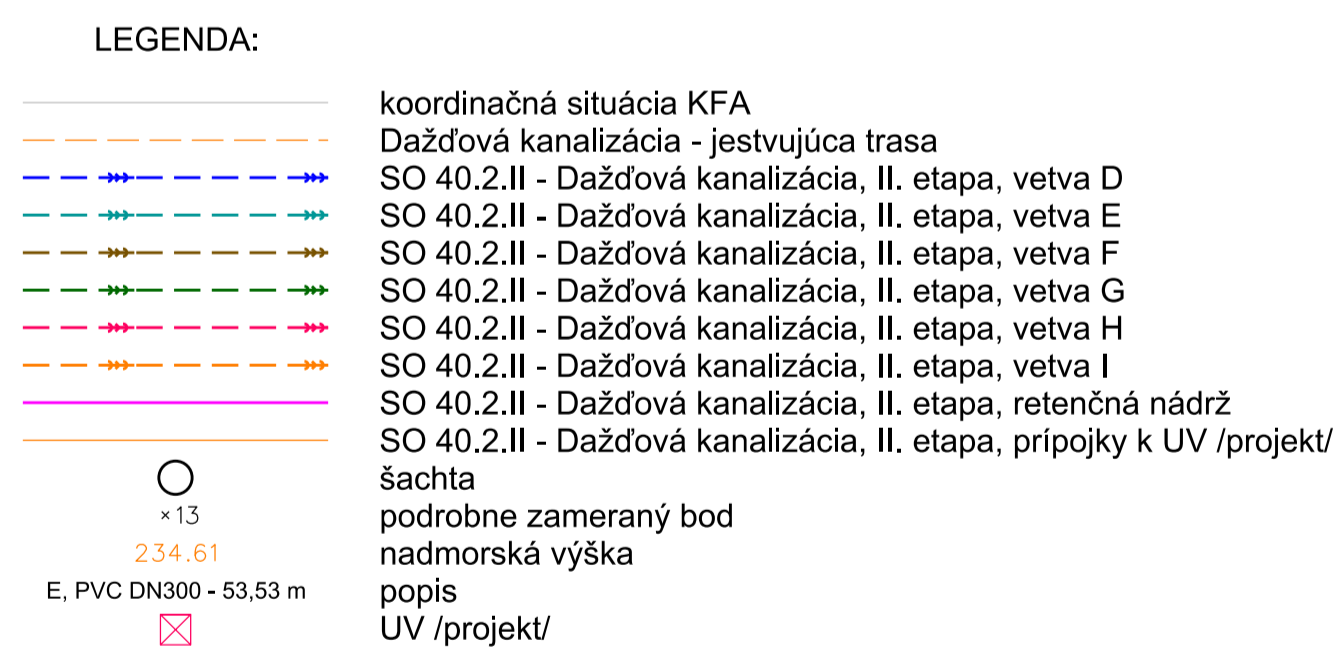 LEGENDA:
koordinačná situácia KFA
Dažďová kanalizácia - jestvujúca trasa
SO 40.2.II - Dažďová kanalizácia, II. etapa, vetva D
SO 40.2.II - Dažďová kanalizácia, II. etapa, vetva E
SO 40.2.II - Dažďová kanalizácia, II. etapa, vetva F
SO 40.2.II - Dažďová kanalizácia, II. etapa, vetva G
SO 40.2.II - Dažďová kanalizácia, II. etapa, vetva H
SO 40.2.II - Dažďová kanalizácia, II. etapa, vetva I
SO 40.2.II - Dažďová kanalizácia, II. etapa, retenčná nádrž
SO 40.2.II - Dažďová kanalizácia, II. etapa, prípojky k UV /projekt/
šachta
×13 podrobne zameraný bod
234.61 nadmorská výška
E, PVC DN300 - 53,53 m popis
UV /projekt/